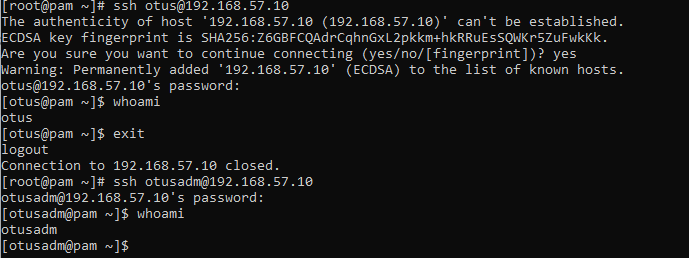 [root@pam ~]# ssh otus@192.168.57.10
The authenticity of host '192.168.57.10 (192.168.57.10)' can't be established.
ECDSA key fingerprint is SHA256:Z6GBFCQAdrCqhnGxL2pkkm+hkRRuEsSQWKr5ZuFwkKk.
Are you sure you want to continue connecting (yes/no/[fingerprint])? yes
Warning: Permanently added '192.168.57.10' (ECDSA) to the list of known hosts.
otus@192.168.57.10's password:
[otus@pam ~]$ whoami
otus
[otus@pam ~]$ exit
logout
Connection to 192.168.57.10 closed.
[root@pam ~]# ssh otusadm@192.168.57.10
otusadm@192.168.57.10's password:
[otusadm@pam ~]$ whoami
otusadm
[otusadm@pam ~]$